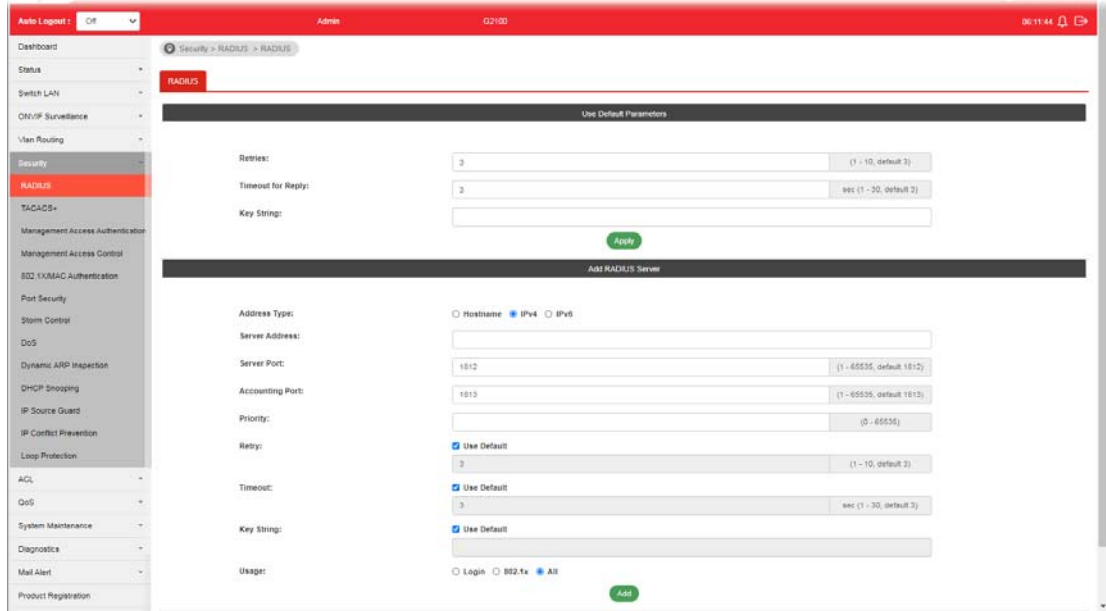 Auto Logout : Off
Admin
G2100
06:11:44
Dashboard
Status
Switch LAN
ONVIF Surveillance
Vlan Routing
Security
RADIUS
TACACS+
Management Access Authentication
Management Access Control
802.1X/MAC Authentication
Port Security
Storm Control
DoS
Dynamic ARP Inspection
DHCP Snooping
IP Source Guard
IP Conflict Prevention
Loop Protection
ACL
QoS
System Maintenance
Diagnostics
Mail Alert
Product Registration
Security > RADIUS > RADIUS
RADIUS
Use Default Parameters
Retries: 3 (1 - 10, default 3)
Timeout for Reply: 3 sec (1 - 30, default 3)
Key String:
Apply
Add RADIUS Server
Address Type: Hostname IPv4 IPv6
Server Address:
Server Port: 1812 (1 - 65535, default 1812)
Accounting Port: 1813 (1 - 65535, default 1813)
Priority: (0 - 65535)
Retry: Use Default
3 (1 - 10, default 3)
Timeout: Use Default
3 sec (1 - 30, default 3)
Key String: Use Default
Usage: Login 802.1x All
Add